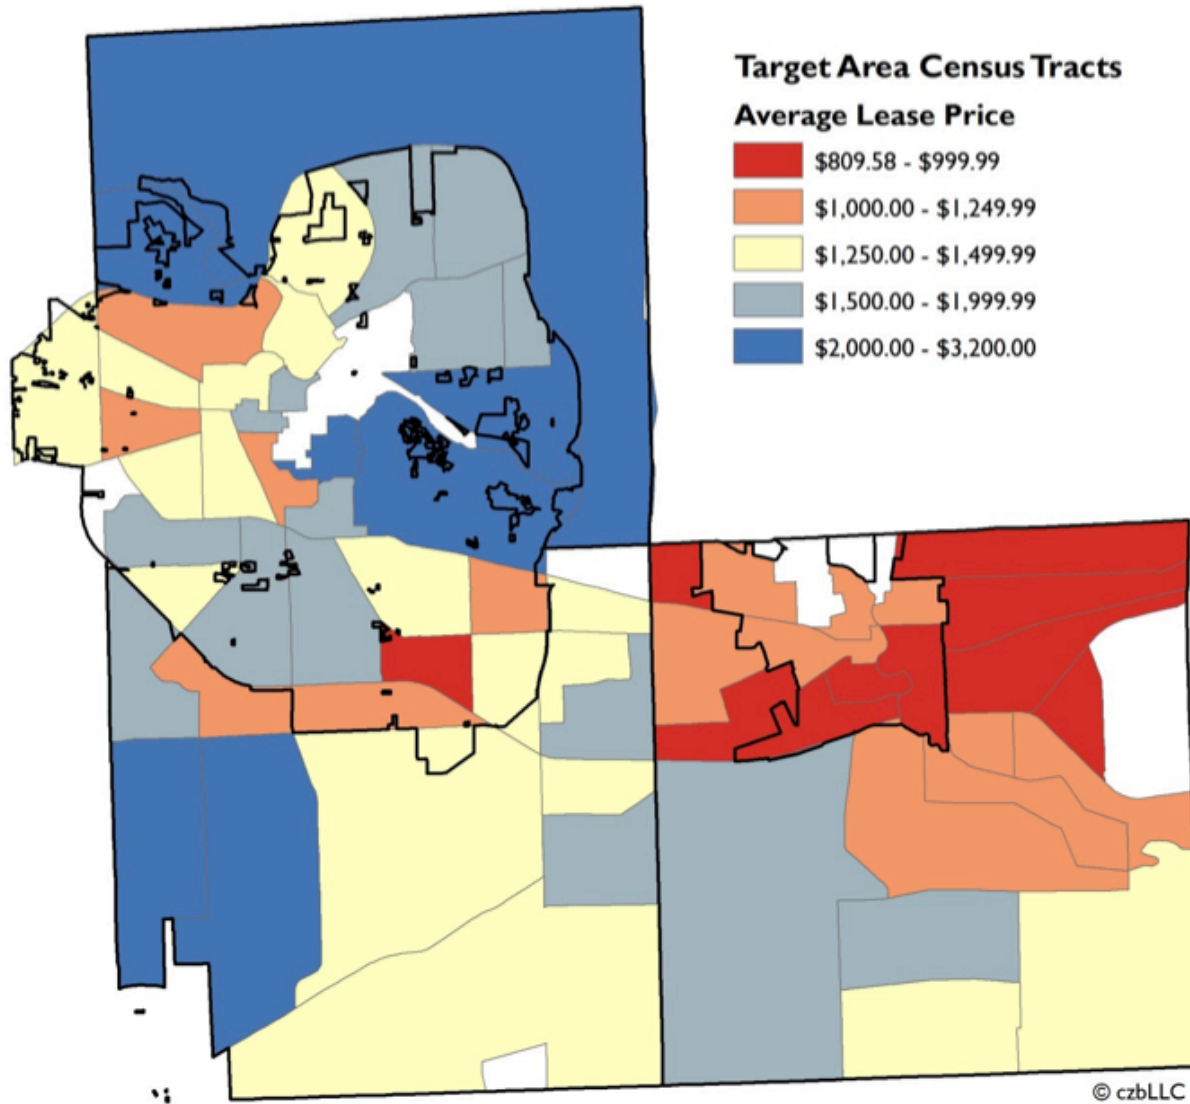 Target Area Census Tracts
Average Lease Price
$809.58 - $999.99
$1,000.00 - $1,249.99
$1,250.00 - $1,499.99
$1,500.00 - $1,999.99
$2,000.00 - $3,200.00
© czbLLC